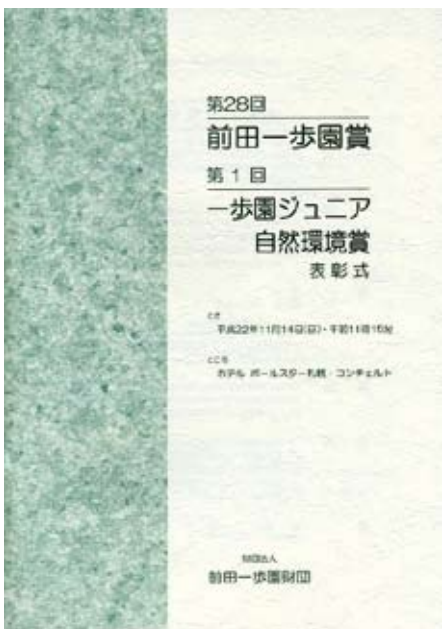 第28回
前田一歩園賞
第1回
一歩園ジュニア
自然環境賞
表彰式
とき
平成22年11月14日(日)・午前11時15分
ところ
ホテル ポールスター札幌 コンチェルト
財団法人
前田一歩園財団